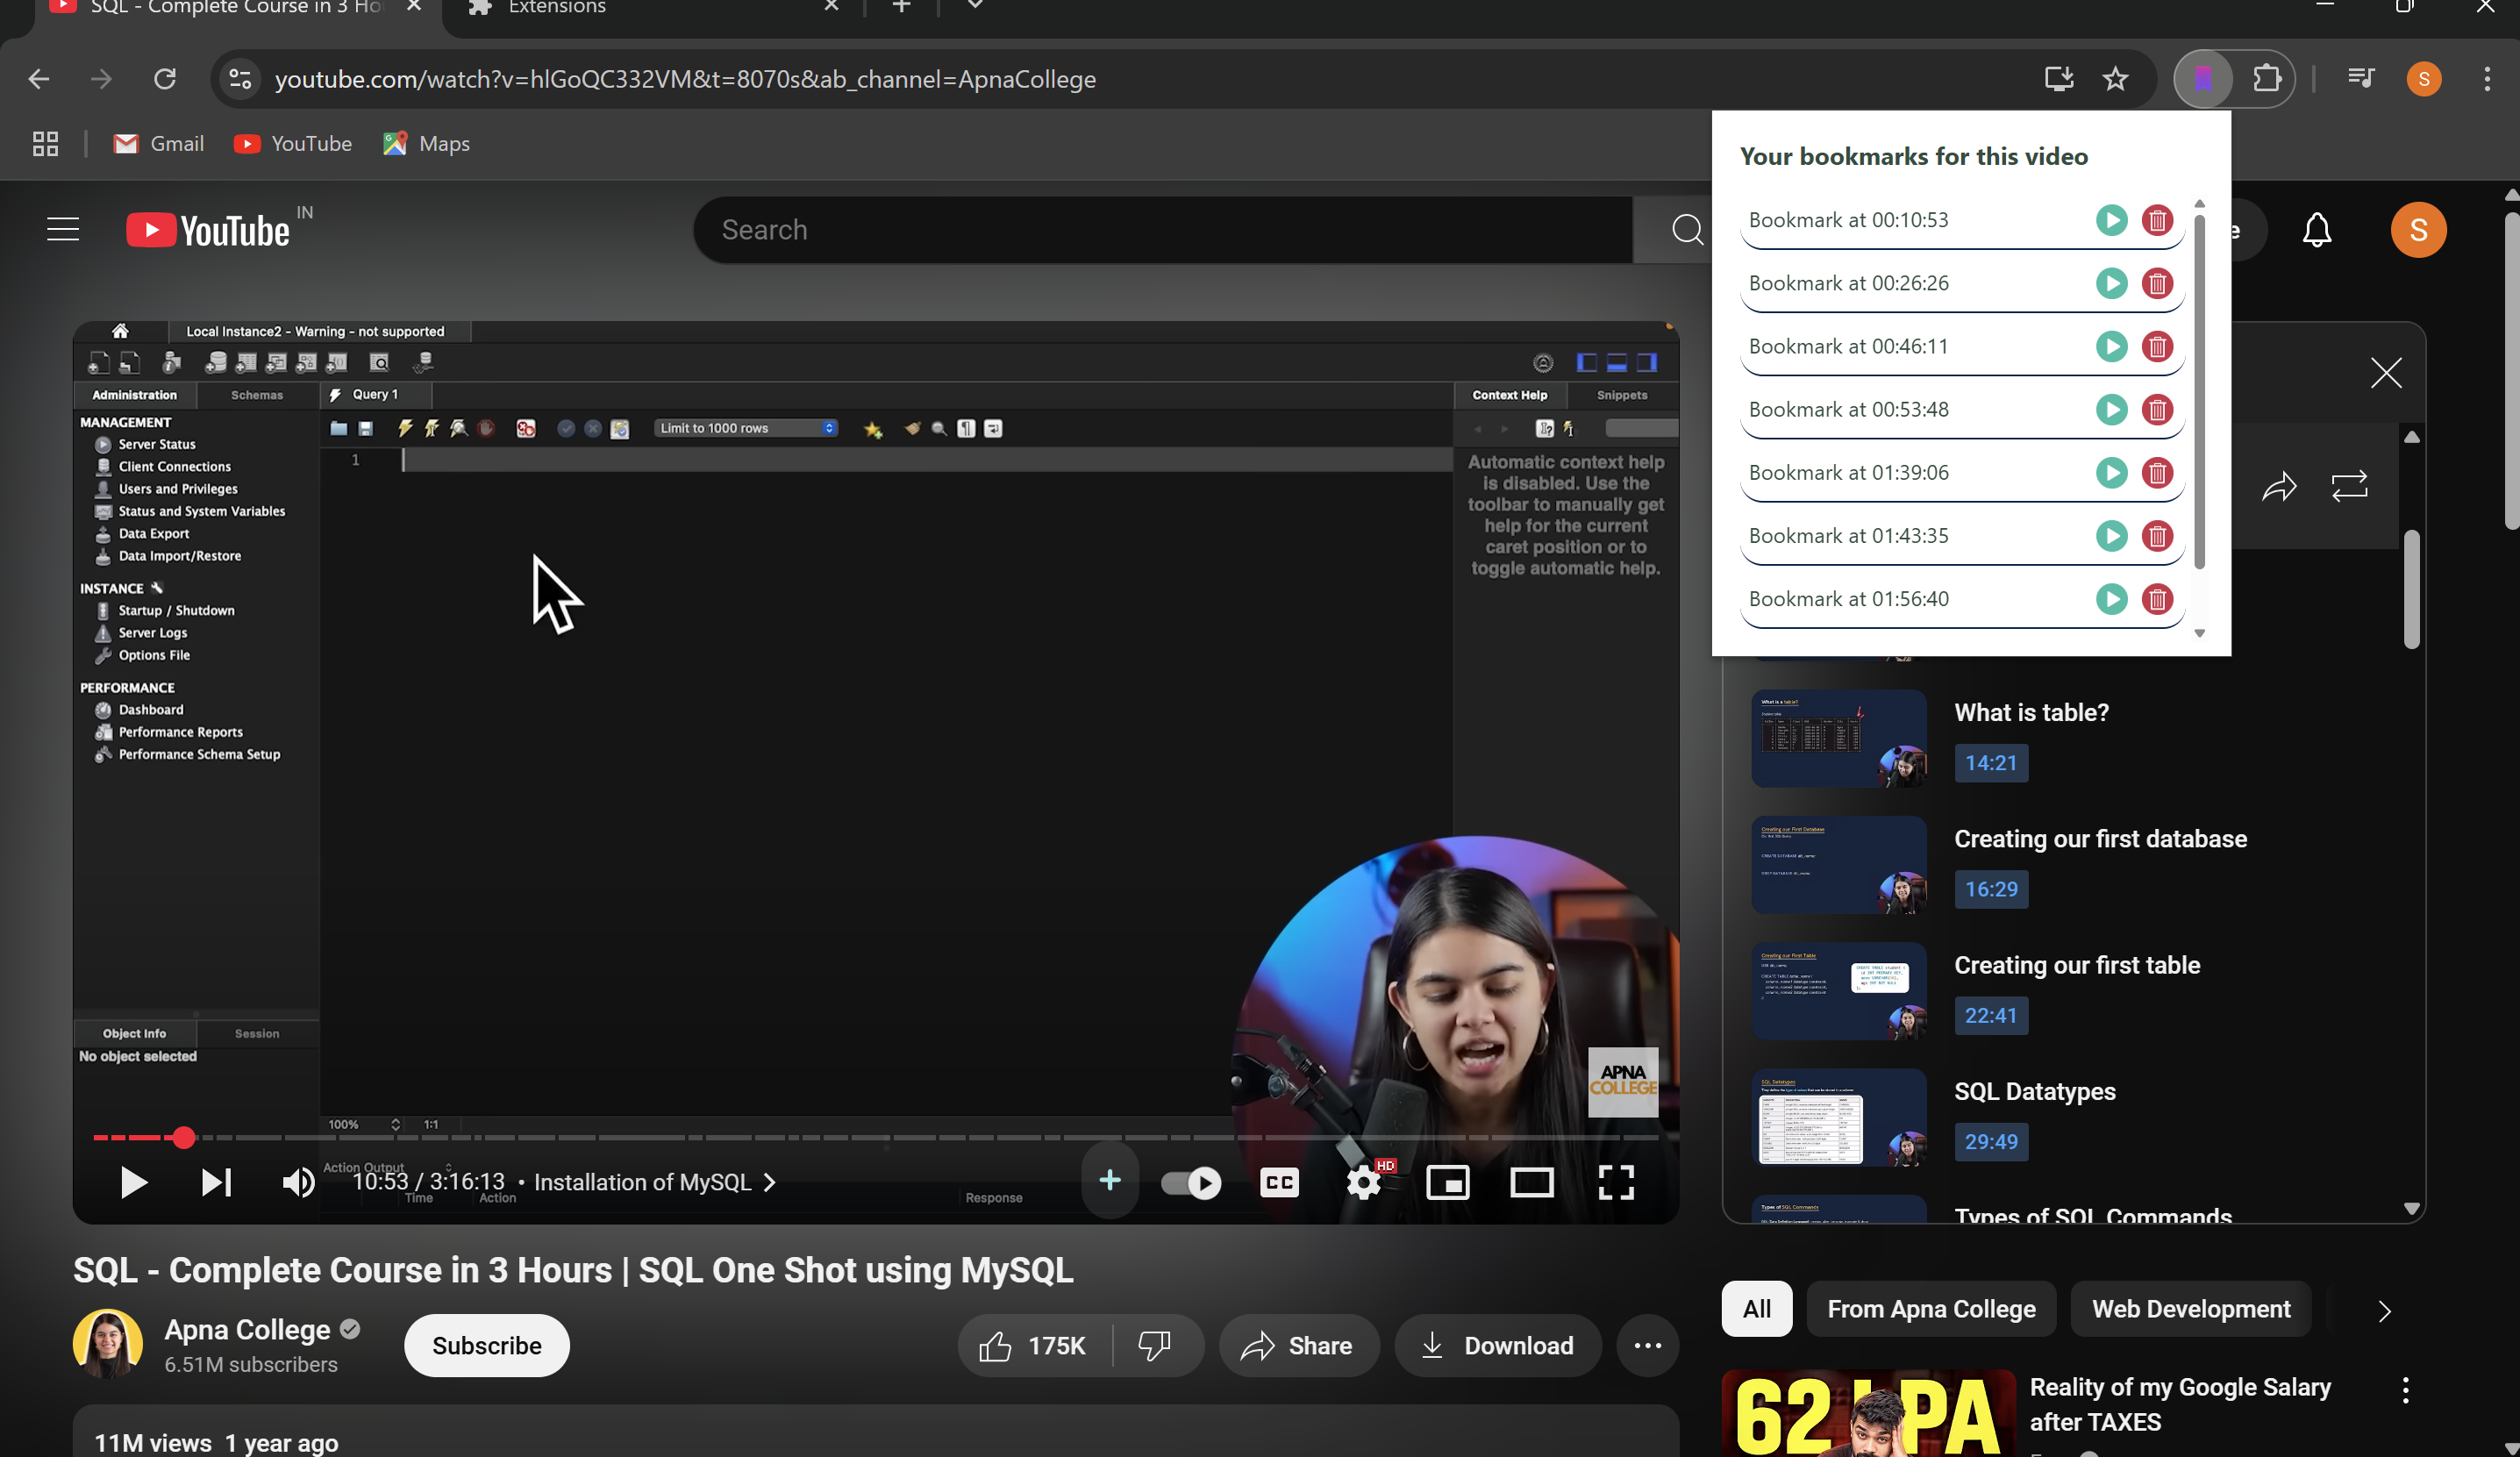 SQL - Complete Course in 3 Ho
Extensions
youtube.com/watch?v=hlGoQC332VM&t=8070s&ab_channel=ApnaCollege
S
Gmail
YouTube
Maps
YouTube
IN
Search
S
Your bookmarks for this video
Bookmark at 00:10:53
Bookmark at 00:26:26
Bookmark at 00:46:11
Bookmark at 00:53:48
Bookmark at 01:39:06
Bookmark at 01:43:35
Bookmark at 01:56:40
Local Instance2 - Warning - not supported
Administration
Schemas
Query 1
Context Help
Snippets
MANAGEMENT
Server Status
Client Connections
Users and Privileges
Status and System Variables
Data Export
Data Import/Restore
INSTANCE
Startup / Shutdown
Server Logs
Options File
PERFORMANCE
Dashboard
Performance Reports
Performance Schema Setup
Limit to 1000 rows
1
Automatic context help
is disabled. Use the
toolbar to manually get
help for the current
caret position or to
toggle automatic help.
Object Info
Session
No object selected
100%
1:1
Action Output
Time
Action
Response
APNA
COLLEGE
10:53 / 3:16:13 • Installation of MySQL
CC
HD
What is table?
14:21
Creating our first database
16:29
Creating our first table
22:41
SQL Datatypes
29:49
Types of SQL Commands
SQL - Complete Course in 3 Hours | SQL One Shot using MySQL
Apna College
6.51M subscribers
Subscribe
175K
Share
Download
11M views 1 year ago
All
From Apna College
Web Development
62 LPA
Reality of my Google Salary
after TAXES